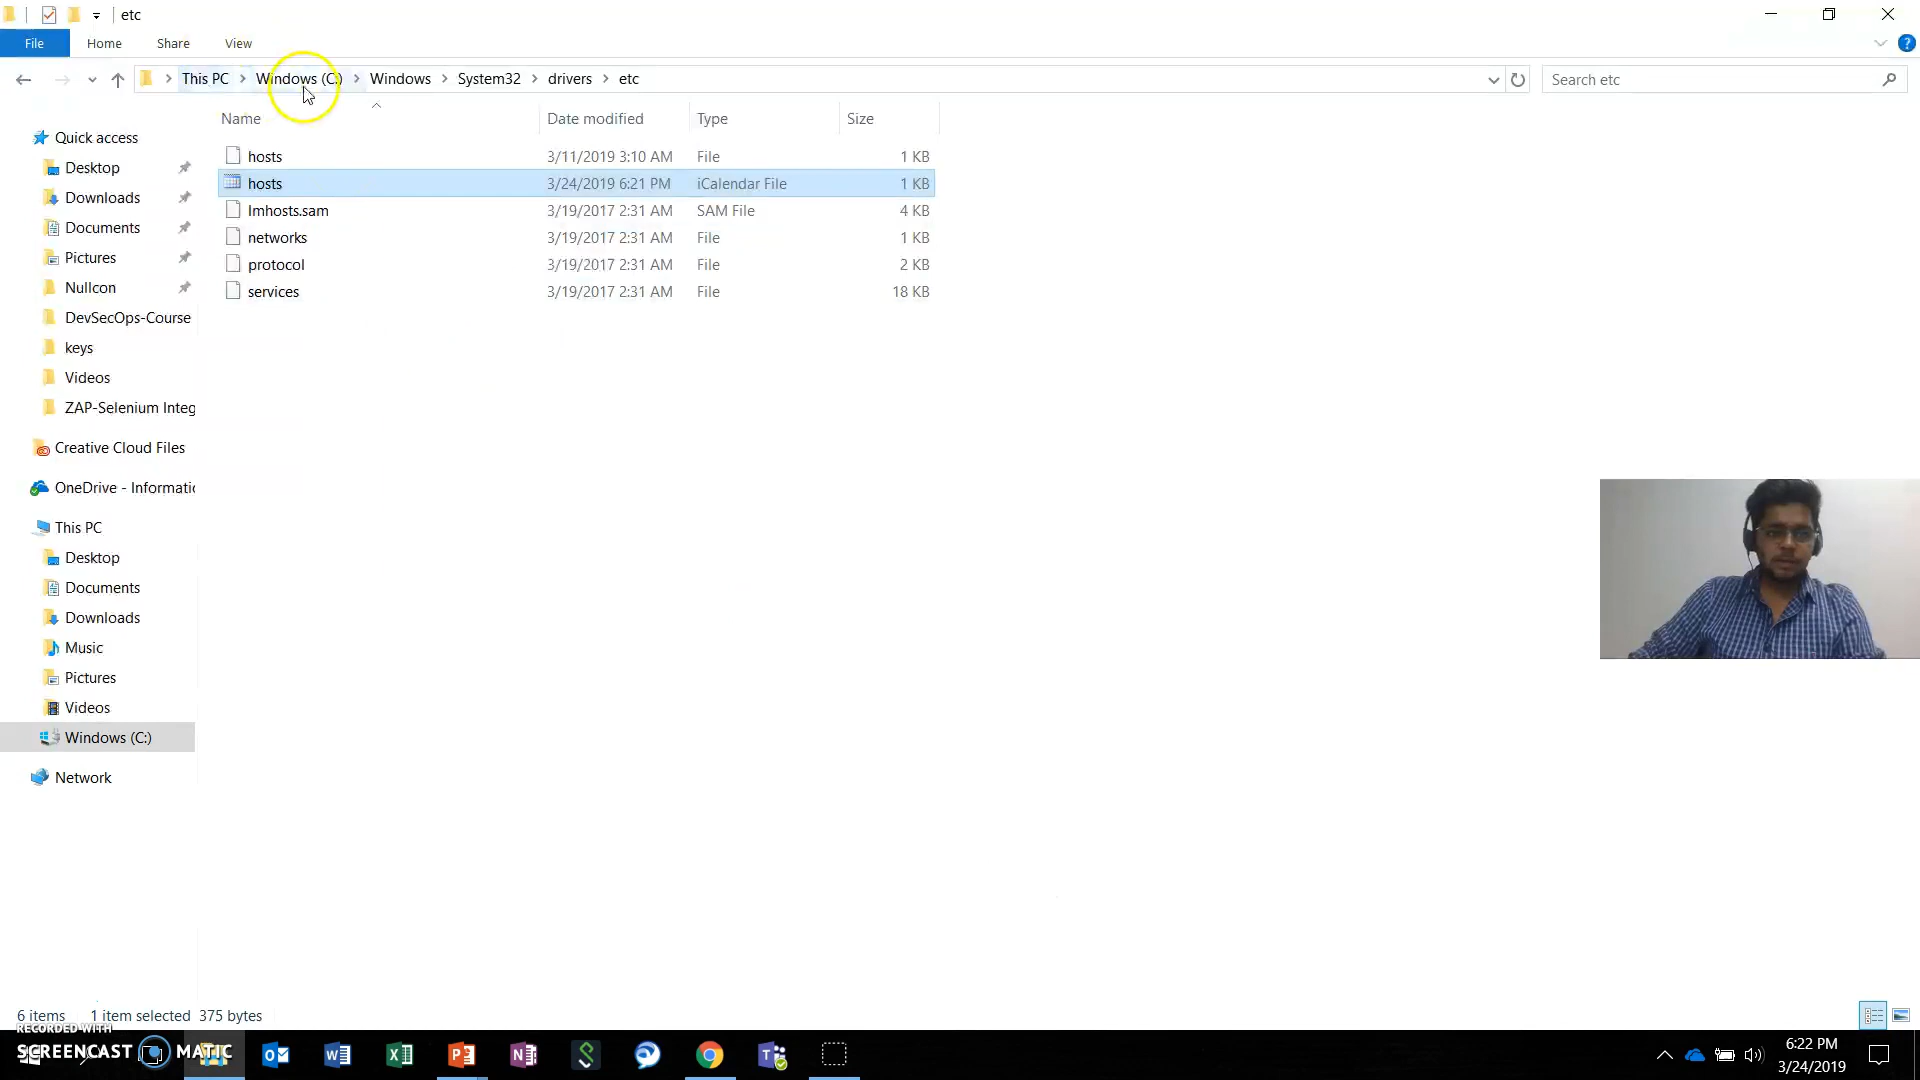 etc
File Home Share View
This PC Windows (C:) Windows System32 drivers etc
Search etc
Name Date modified Type Size
hosts 3/11/2019 3:10 AM File 1 KB
hosts 3/24/2019 6:21 PM iCalendar File 1 KB
lmhosts.sam 3/19/2017 2:31 AM SAM File 4 KB
networks 3/19/2017 2:31 AM File 1 KB
protocol 3/19/2017 2:31 AM File 2 KB
services 3/19/2017 2:31 AM File 18 KB
Quick access
Desktop
Downloads
Documents
Pictures
Nullcon
DevSecOps-Course
keys
Videos
ZAP-Selenium Integ
Creative Cloud Files
OneDrive - Informatic
This PC
Desktop
Documents
Downloads
Music
Pictures
Videos
Windows (C:)
Network
6 items 1 item selected 375 bytes
RECORDED WITH
SCREENCAST MATIC
6:22 PM
3/24/2019